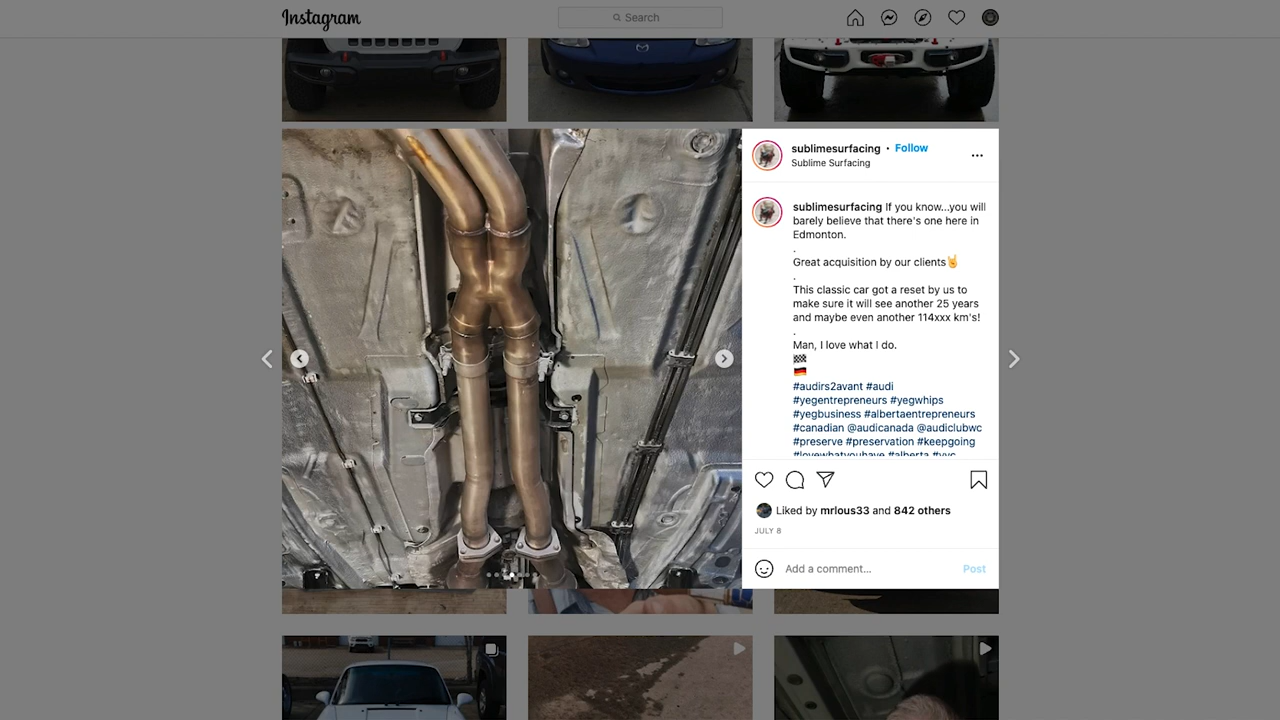 Instagram
Search
sublimesurfacing • Follow
Sublime Surfacing
sublimesurfacing If you know...you will
barely believe that there's one here in
Edmonton.
.
Great acquisition by our clients🤘
.
This classic car got a reset by us to
make sure it will see another 25 years
and maybe even another 114xxx km's!
.
Man, I love what I do.
🏁
🇩🇪
#audirs2avant #audi
#yegentrepreneurs #yegwhips
#yegbusiness #albertaentrepreneurs
#canadian @audicanada @audiclubwc
#preserve #preservation #keepgoing
#lovewhatyouhave #alberta #yyc
Liked by mrlous33 and 842 others
JULY 8
Add a comment... Post